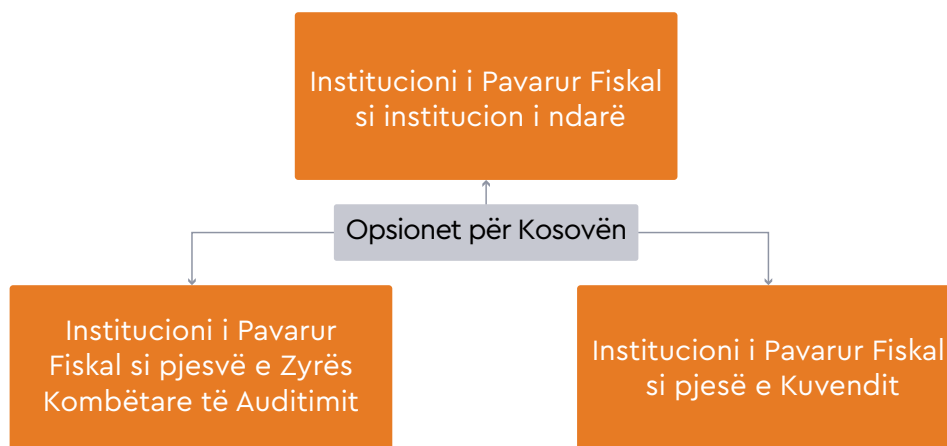 Institucioni i Pavarur Fiskal
si institucion i ndarë
Opsionet për Kosovën
Institucioni i Pavarur
Fiskal si pjesvë e Zyrës
Kombëtare të Auditimit
Institucioni i Pavarur Fiskal
si pjesë e Kuvendit